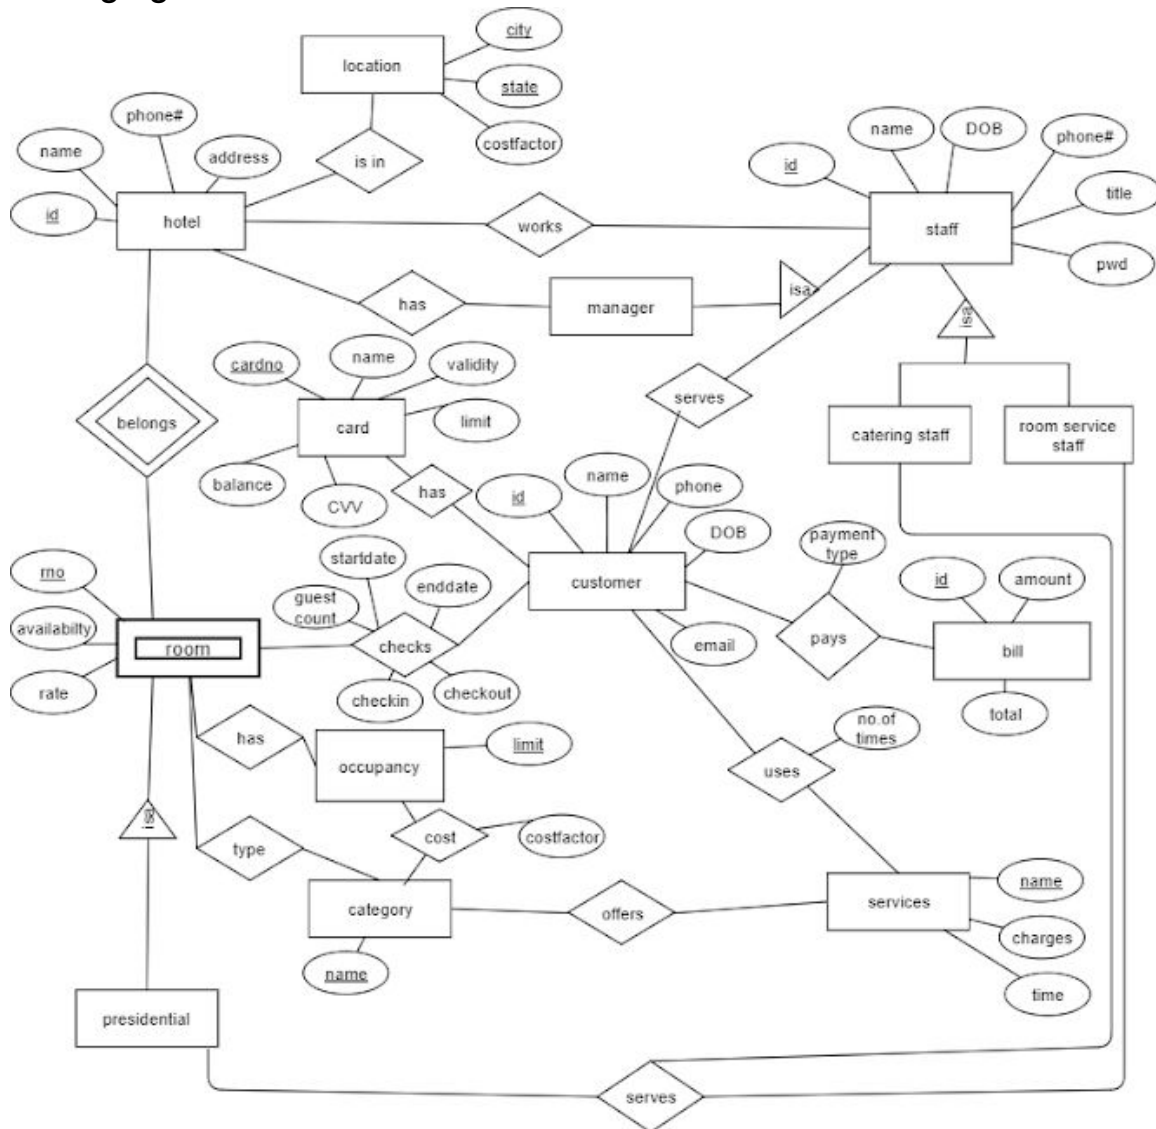 city
location
state
phone#
name
DOB
phone#
name
address
is in
costfactor
id
title
id
hotel
works
staff
pwd
isa
has
manager
isa
name
cardno
validity
serves
belongs
card
limit
catering staff
room service
staff
name
balance
has
id
phone
CVV
DOB
payment
type
startdate
rno
enddate
customer
id
amount
guest
count
availabilty
room
checks
pays
bill
email
rate
checkin
checkout
total
no.of
times
has
limit
occupancy
uses
cost
costfactor
type
name
category
offers
services
charges
name
time
presidential
serves